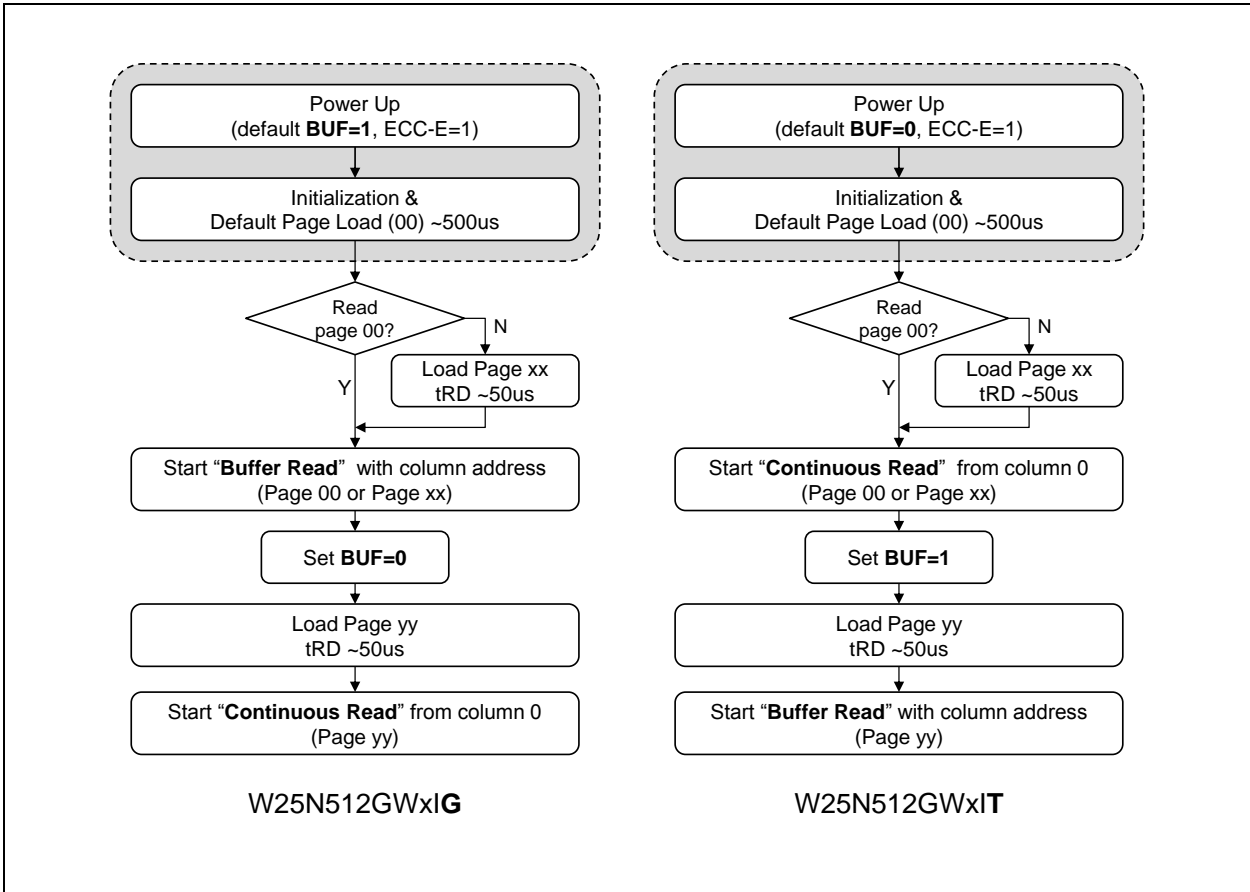 Power Up
(default BUF=1, ECC-E=1)
Initialization &
Default Page Load (00) ~500us
Read
page 00?
N
Y
Load Page xx
tRD ~50us
Start “Buffer Read” with column address
(Page 00 or Page xx)
Set BUF=0
Load Page yy
tRD ~50us
Start “Continuous Read” from column 0
(Page yy)
W25N512GWxIG
Power Up
(default BUF=0, ECC-E=1)
Initialization &
Default Page Load (00) ~500us
Read
page 00?
N
Y
Load Page xx
tRD ~50us
Start “Continuous Read” from column 0
(Page 00 or Page xx)
Set BUF=1
Load Page yy
tRD ~50us
Start “Buffer Read” with column address
(Page yy)
W25N512GWxIT